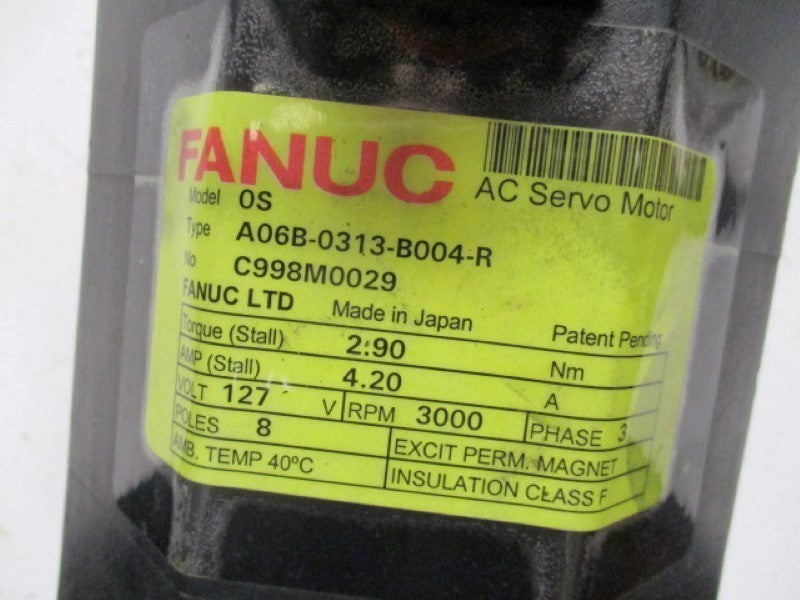 FANUC
AC Servo Motor
Model 0S
Type A06B-0313-B004-R
No C998M0029
FANUC LTD Made in Japan Patent Pending
Torque (Stall) 2.90 Nm
AMP (Stall) 4.20 A
VOLT 127 V RPM 3000 PHASE 3
POLES 8 EXCIT PERM. MAGNET
AMB. TEMP 40ºC INSULATION CLASS F